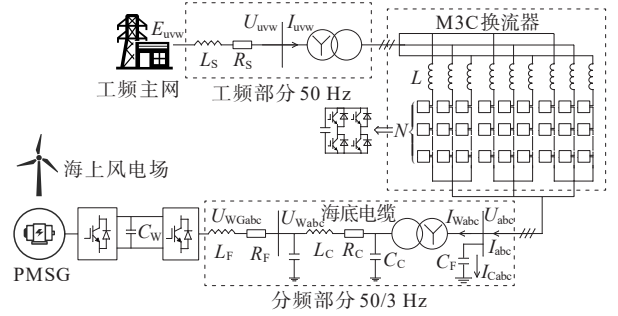 E_uvw
U_uvw
I_uvw
M3C换流器
L_S
R_S
工频主网
工频部分 50 Hz
L
N
海上风电场
C_W
PMSG
U_WGabc
L_F
R_F
U_Wabc
海底电缆
L_C
R_C
C_C
I_Wabc
U_abc
I_abc
C_F
I_Cabc
分频部分 50/3 Hz